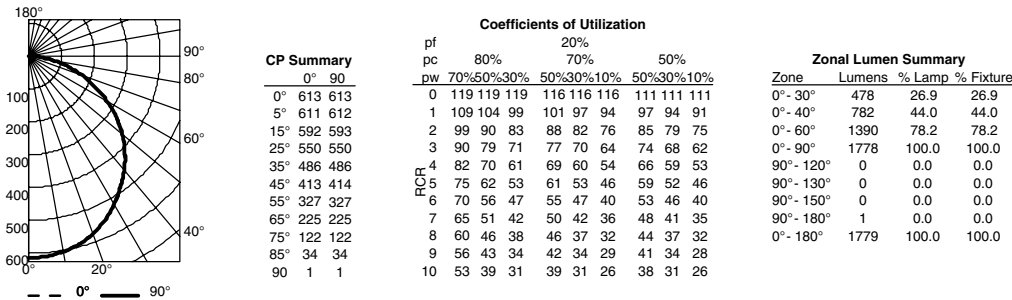 180°
90°
80°
60°
40°
20°
0°
100
200
300
400
500
600
0° 90°
CP Summary
0° 90
0° 613 613
5° 611 612
15° 592 593
25° 550 550
35° 486 486
45° 413 414
55° 327 327
65° 225 225
75° 122 122
85° 34 34
90 1 1
Coefficients of Utilization
pf 20%
pc 80% 70% 50%
pw 70%50%30% 50%30%10% 50%30%10%
RCR
0 119 119 119 116 116 116 111 111 111
1 109 104 99 101 97 94 97 94 91
2 99 90 83 88 82 76 85 79 75
3 90 79 71 77 70 64 74 68 62
4 82 70 61 69 60 54 66 59 53
5 75 62 53 61 53 46 59 52 46
6 70 56 47 55 47 40 53 46 40
7 65 51 42 50 42 36 48 41 35
8 60 46 38 46 37 32 44 37 32
9 56 43 34 42 34 29 41 34 28
10 53 39 31 39 31 26 38 31 26
Zonal Lumen Summary
Zone Lumens % Lamp % Fixture
0°- 30° 478 26.9 26.9
0°- 40° 782 44.0 44.0
0°- 60° 1390 78.2 78.2
0°- 90° 1778 100.0 100.0
90°- 120° 0 0.0 0.0
90°- 130° 0 0.0 0.0
90°- 150° 0 0.0 0.0
90°- 180° 1 0.0 0.0
0°- 180° 1779 100.0 100.0